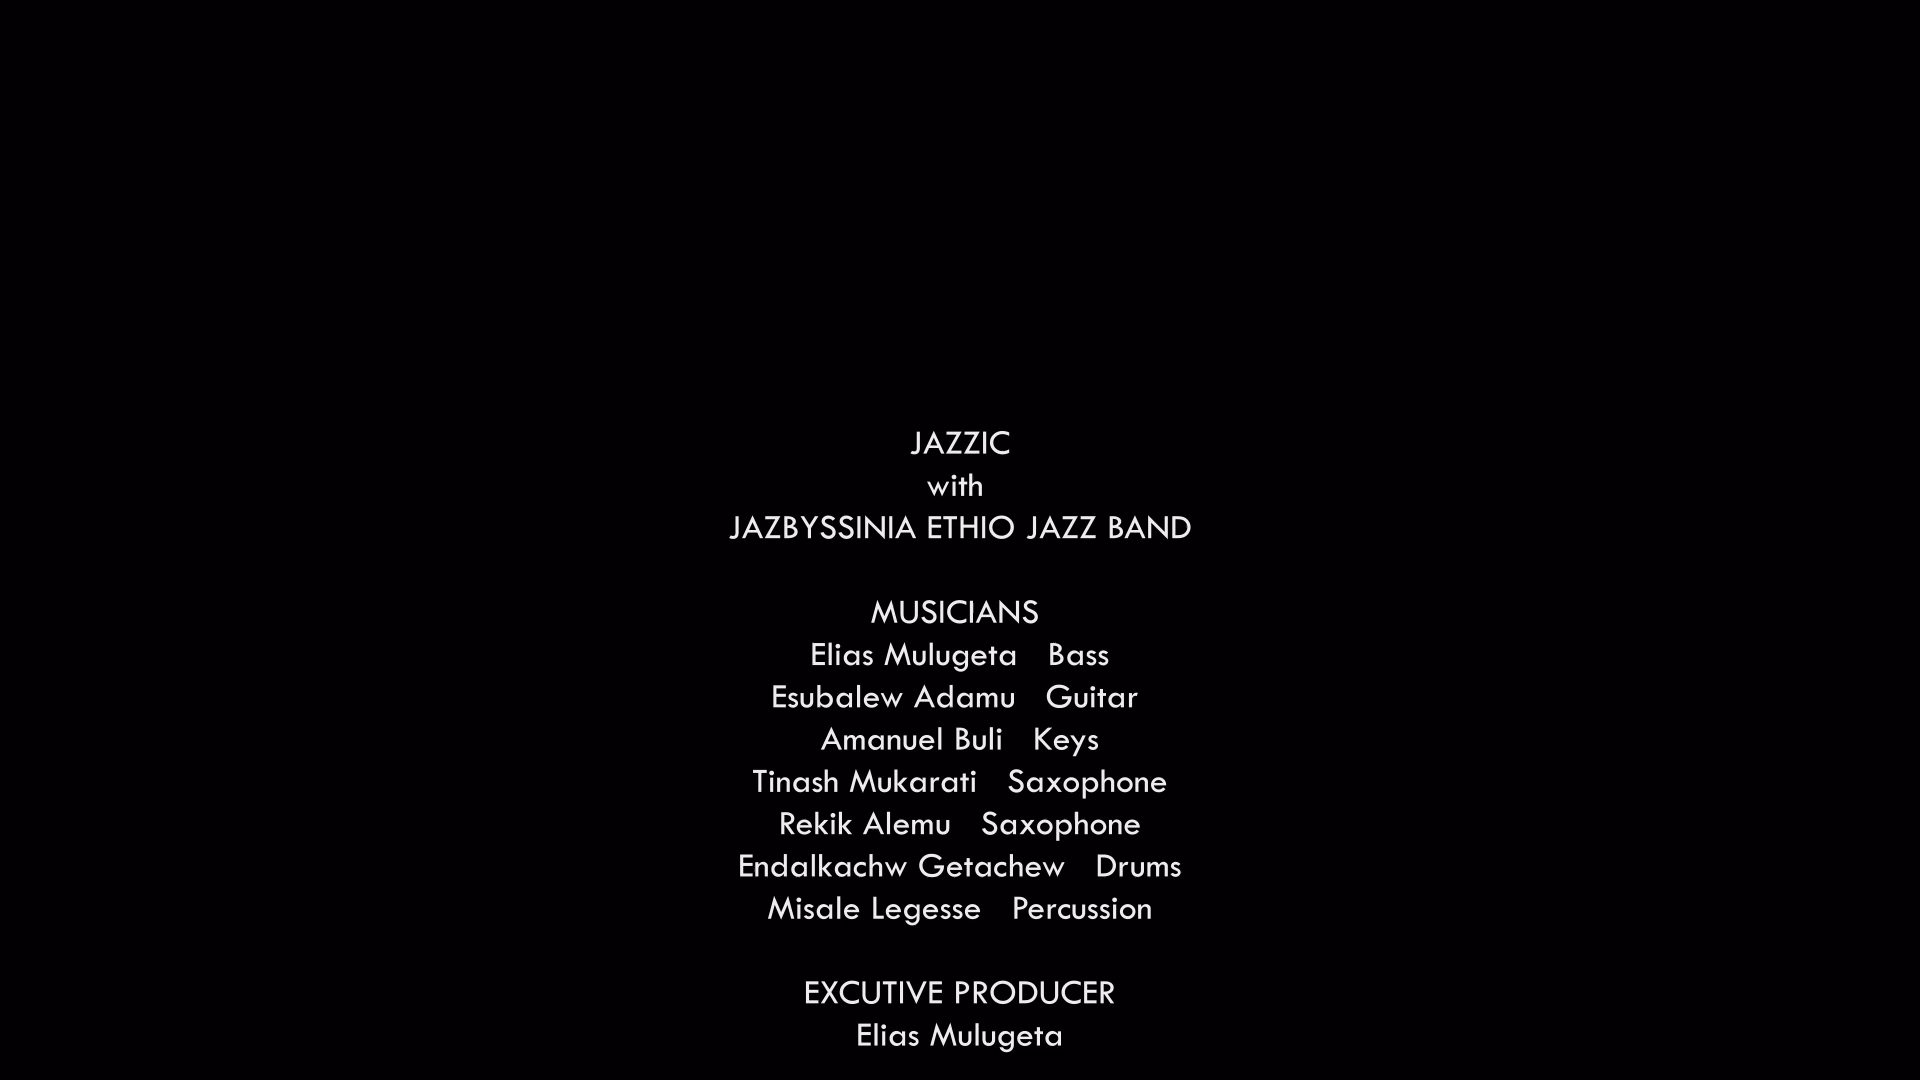 JAZZIC
with
JAZBYSSINIA ETHIO JAZZ BAND
MUSICIANS
Elias Mulugeta Bass
Esubalew Adamu Guitar
Amanuel Buli Keys
Tinash Mukarati Saxophone
Rekik Alemu Saxophone
Endalkachw Getachew Drums
Misale Legesse Percussion
EXCUTIVE PRODUCER
Elias Mulugeta